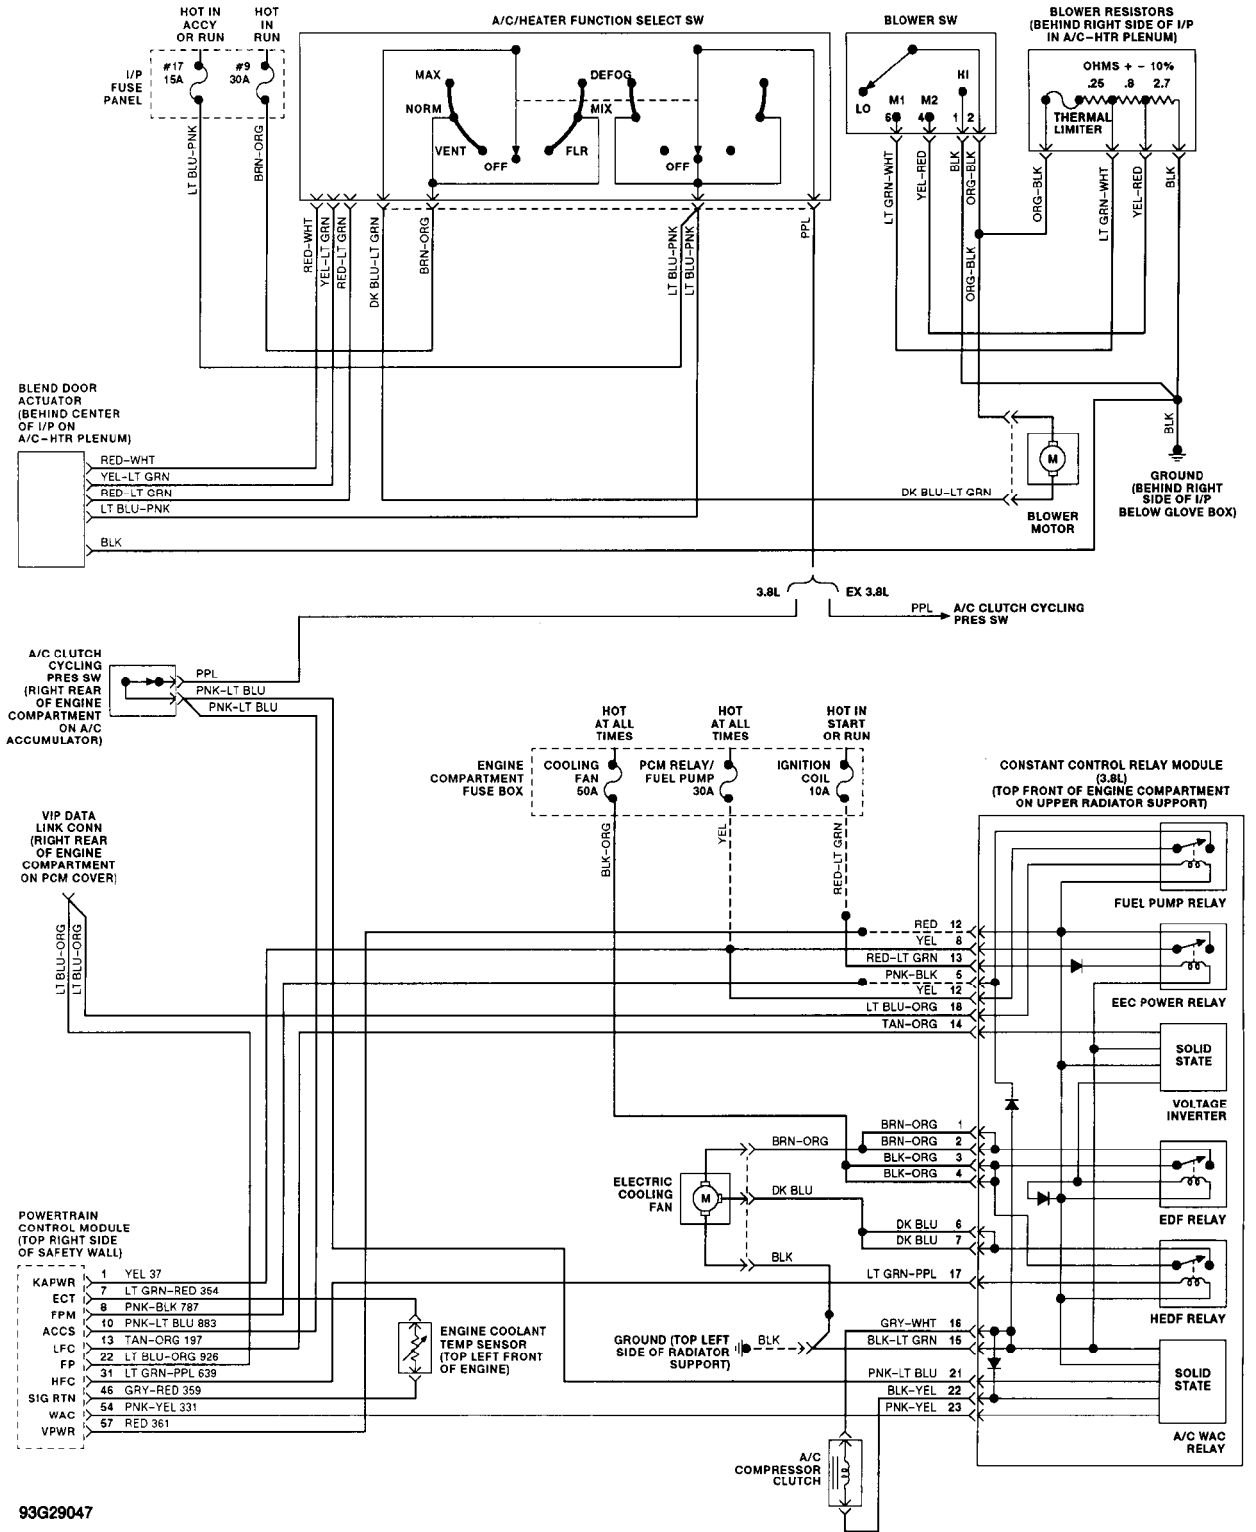 HOT IN
ACCY
OR RUN
HOT
IN
RUN
I/P
FUSE
PANEL
#17
15A
#9
30A
LT BLU-PNK
BRN-ORG
A/C/HEATER FUNCTION SELECT SW
MAX
NORM
VENT
OFF
DEFOG
MIX
FLR
OFF
RED-WHT
YEL-LT GRN
RED-LT GRN
DK BLU-LT GRN
BRN-ORG
LT BLU-PNK
LT BLU-PNK
PPL
BLOWER SW
LO
M1
M2
HI
6
4
1
2
LT GRN-WHT
YEL-RED
BLK
ORG-BLK
ORG-BLK
BLOWER RESISTORS
(BEHIND RIGHT SIDE OF I/P
IN A/C-HTR PLENUM)
OHMS + - 10%
.25 .8 2.7
THERMAL
LIMITER
ORG-BLK
LT GRN-WHT
YEL-RED
BLK
BLK
GROUND
(BEHIND RIGHT
SIDE OF I/P
BELOW GLOVE BOX)
BLEND DOOR
ACTUATOR
(BEHIND CENTER
OF I/P ON
A/C-HTR PLENUM)
RED-WHT
YEL-LT GRN
RED-LT GRN
LT BLU-PNK
BLK
DK BLU-LT GRN
M
BLOWER
MOTOR
3.8L
EX 3.8L
PPL
A/C CLUTCH CYCLING
PRES SW
A/C CLUTCH
CYCLING
PRES SW
(RIGHT REAR
OF ENGINE
COMPARTMENT
ON A/C
ACCUMULATOR)
PPL
PNK-LT BLU
PNK-LT BLU
HOT
AT ALL
TIMES
HOT
AT ALL
TIMES
HOT IN
START
OR RUN
ENGINE
COMPARTMENT
FUSE BOX
COOLING
FAN
50A
PCM RELAY/
FUEL PUMP
30A
IGNITION
COIL
10A
BLK-ORG
YEL
RED-LT GRN
CONSTANT CONTROL RELAY MODULE
(3.8L)
(TOP FRONT OF ENGINE COMPARTMENT
ON UPPER RADIATOR SUPPORT)
FUEL PUMP RELAY
EEC POWER RELAY
SOLID
STATE
VOLTAGE
INVERTER
EDF RELAY
HEDF RELAY
SOLID
STATE
A/C WAC
RELAY
VIP DATA
LINK CONN
(RIGHT REAR
OF ENGINE
COMPARTMENT
ON PCM COVER)
LT BLU-ORG
LT BLU-ORG
RED 12
YEL 8
RED-LT GRN 13
PNK-BLK 5
YEL 12
LT BLU-ORG 18
TAN-ORG 14
BRN-ORG 1
BRN-ORG 2
BLK-ORG 3
BLK-ORG 4
DK BLU 6
DK BLU 7
LT GRN-PPL 17
GRY-WHT 16
BLK-LT GRN 15
PNK-LT BLU 21
BLK-YEL 22
PNK-YEL 23
ELECTRIC
COOLING
FAN
M
BRN-ORG
DK BLU
BLK
GROUND (TOP LEFT
SIDE OF RADIATOR
SUPPORT)
BLK
A/C
COMPRESSOR
CLUTCH
POWERTRAIN
CONTROL MODULE
(TOP RIGHT SIDE
OF SAFETY WALL)
KAPWR 1 YEL 37
ECT 7 LT GRN-RED 354
FPM 8 PNK-BLK 787
ACCS 10 PNK-LT BLU 883
LFC 13 TAN-ORG 197
FP 22 LT BLU-ORG 926
HFC 31 LT GRN-PPL 639
SIG RTN 46 GRY-RED 359
WAC 54 PNK-YEL 331
VPWR 57 RED 361
ENGINE COOLANT
TEMP SENSOR
(TOP LEFT FRONT
OF ENGINE)
93G29047